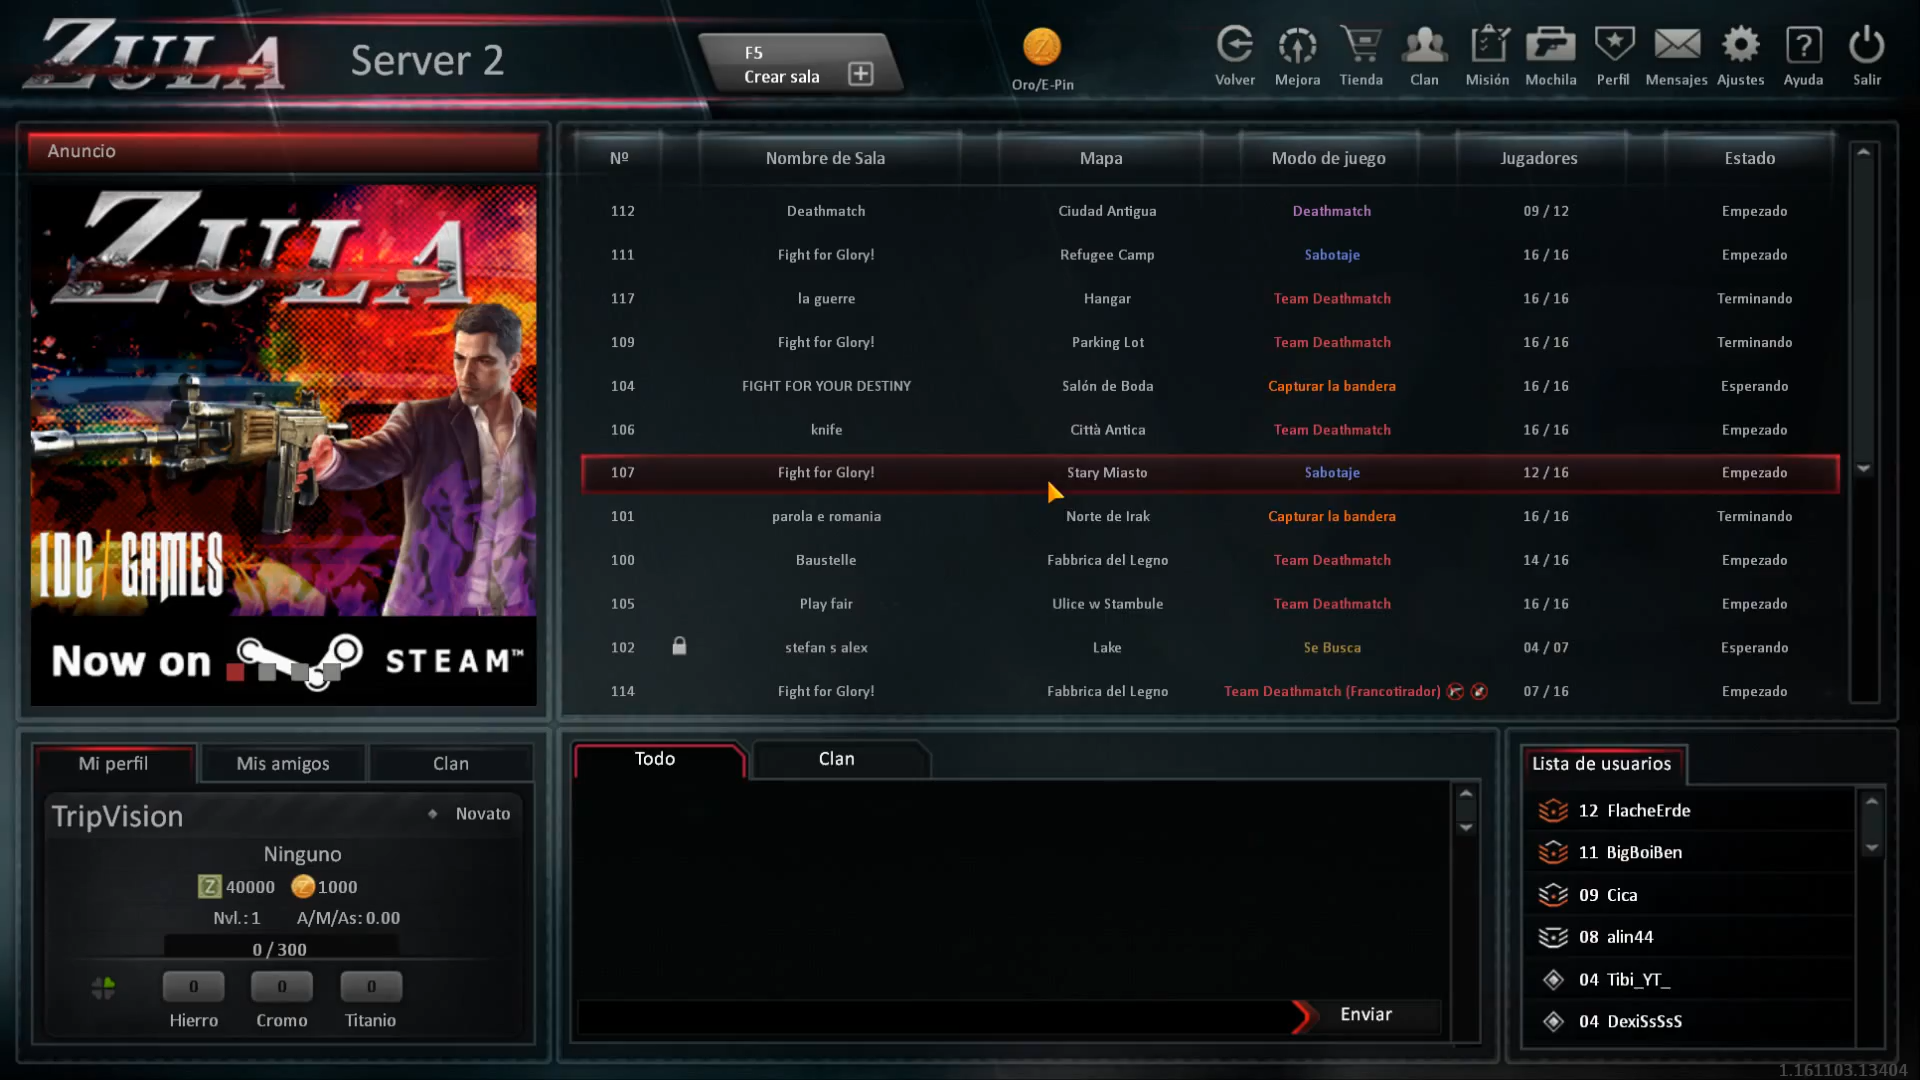 ZULA
Server 2
F5
Crear sala
Oro/E-Pin
Volver
Mejora
Tienda
Clan
Misión
Mochila
Perfil
Mensajes
Ajustes
Ayuda
Salir
Anuncio
ZULA
IDC/GAMES
Now on STEAM™
Nº Nombre de Sala Mapa Modo de juego Jugadores Estado
112 Deathmatch Ciudad Antigua Deathmatch 09 / 12 Empezado
111 Fight for Glory! Refugee Camp Sabotaje 16 / 16 Empezado
117 la guerre Hangar Team Deathmatch 16 / 16 Terminando
109 Fight for Glory! Parking Lot Team Deathmatch 16 / 16 Terminando
104 FIGHT FOR YOUR DESTINY Salón de Boda Capturar la bandera 16 / 16 Esperando
106 knife Città Antica Team Deathmatch 16 / 16 Empezado
107 Fight for Glory! Stary Miasto Sabotaje 12 / 16 Empezado
101 parola e romania Norte de Irak Capturar la bandera 16 / 16 Terminando
100 Baustelle Fabbrica del Legno Team Deathmatch 14 / 16 Empezado
105 Play fair Ulice w Stambule Team Deathmatch 16 / 16 Empezado
102 stefan s alex Lake Se Busca 04 / 07 Esperando
114 Fight for Glory! Fabbrica del Legno Team Deathmatch (Francotirador) 07 / 16 Empezado
Mi perfil
Mis amigos
Clan
TripVision
Novato
Ninguno
40000 1000
Nvl.: 1 A/M/As: 0.00
0 / 300
0 0 0
Hierro Cromo Titanio
Todo
Clan
Enviar
Lista de usuarios
12 FlacheErde
11 BigBoiBen
09 Cica
08 alin44
04 Tibi_YT_
04 DexiSsSsS
1.161103.13404